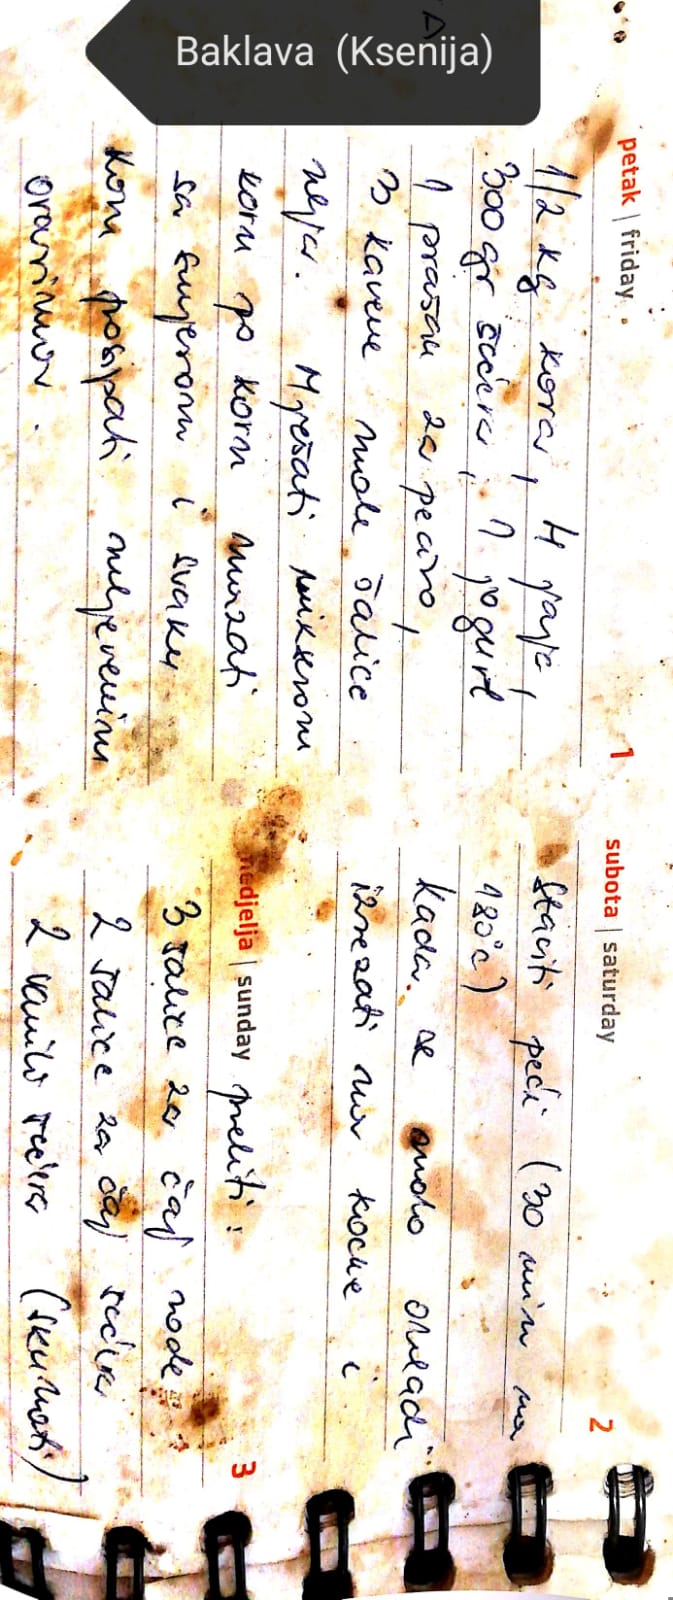 Baklava (Ksenija)
petak | friday
1
1/2 kg kora, 4 jaja,
300 gr šećera, 1 jogurt
1 prašak za pecivo,
3 kavene male šalice
ulja. Mješati mikserom
koru po koru mazati
sa smjesom i svaku
koru posipati mljevenim
orasima.
subota | saturday
2
Staviti peći (30 min na
180°C)
Kada se ohladi
izrezati na kocke i
nedjelja | sunday
3
preliti:
3 šalice za čaj vode
2 šalice za čaj šećera
2 vanilin šećera (skuhati)